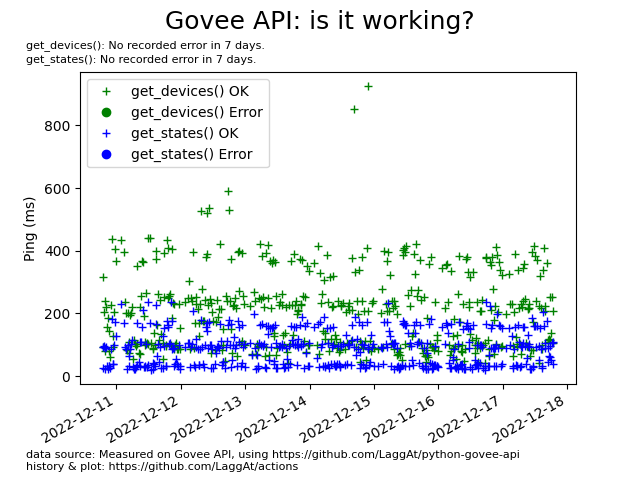 Govee API: is it working?
get_devices(): No recorded error in 7 days.
get_states(): No recorded error in 7 days.
get_devices() OK
get_devices() Error
get_states() OK
get_states() Error
Ping (ms)
800
600
400
200
0
2022-12-11
2022-12-12
2022-12-13
2022-12-14
2022-12-15
2022-12-16
2022-12-17
2022-12-18
data source: Measured on Govee API, using https://github.com/LaggAt/python-govee-api
history & plot: https://github.com/LaggAt/actions